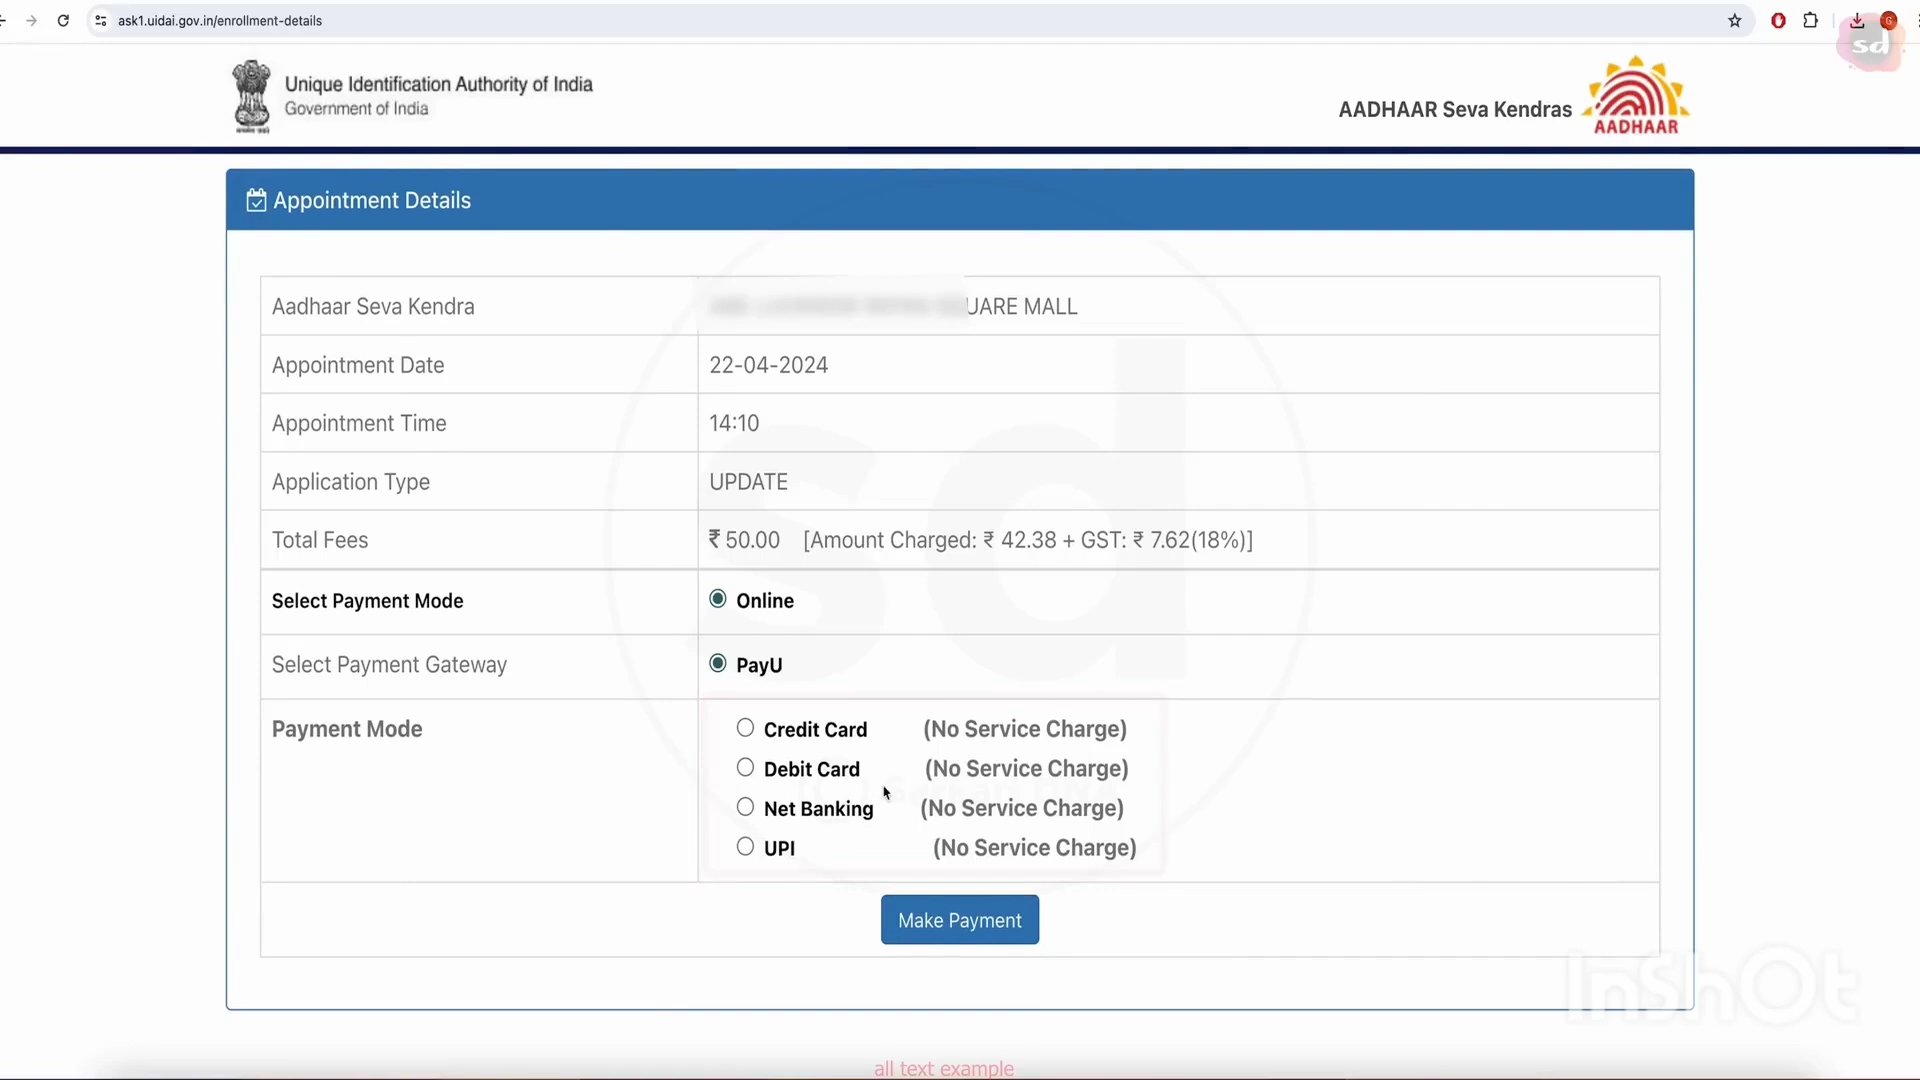 ask1.uidai.gov.in/enrollment-details
sd
Unique Identification Authority of India
Government of India
AADHAAR Seva Kendras
AADHAAR
Appointment Details
Aadhaar Seva Kendra UARE MALL
Appointment Date 22-04-2024
Appointment Time 14:10
Application Type UPDATE
Total Fees ₹ 50.00 [Amount Charged: ₹ 42.38 + GST: ₹ 7.62(18%)]
Select Payment Mode Online
Select Payment Gateway PayU
Payment Mode Credit Card (No Service Charge)
Debit Card (No Service Charge)
Net Banking (No Service Charge)
UPI (No Service Charge)
Make Payment
sd
InShOt
all text example